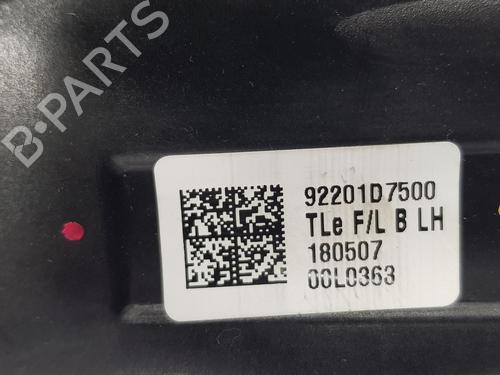 B-PARTS
92201D7500
TLe F/L B LH
180507
00L0363